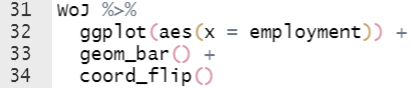 31 WoJ %>%
32   ggplot(aes(x = employment)) +
33   geom_bar() +
34   coord_flip()